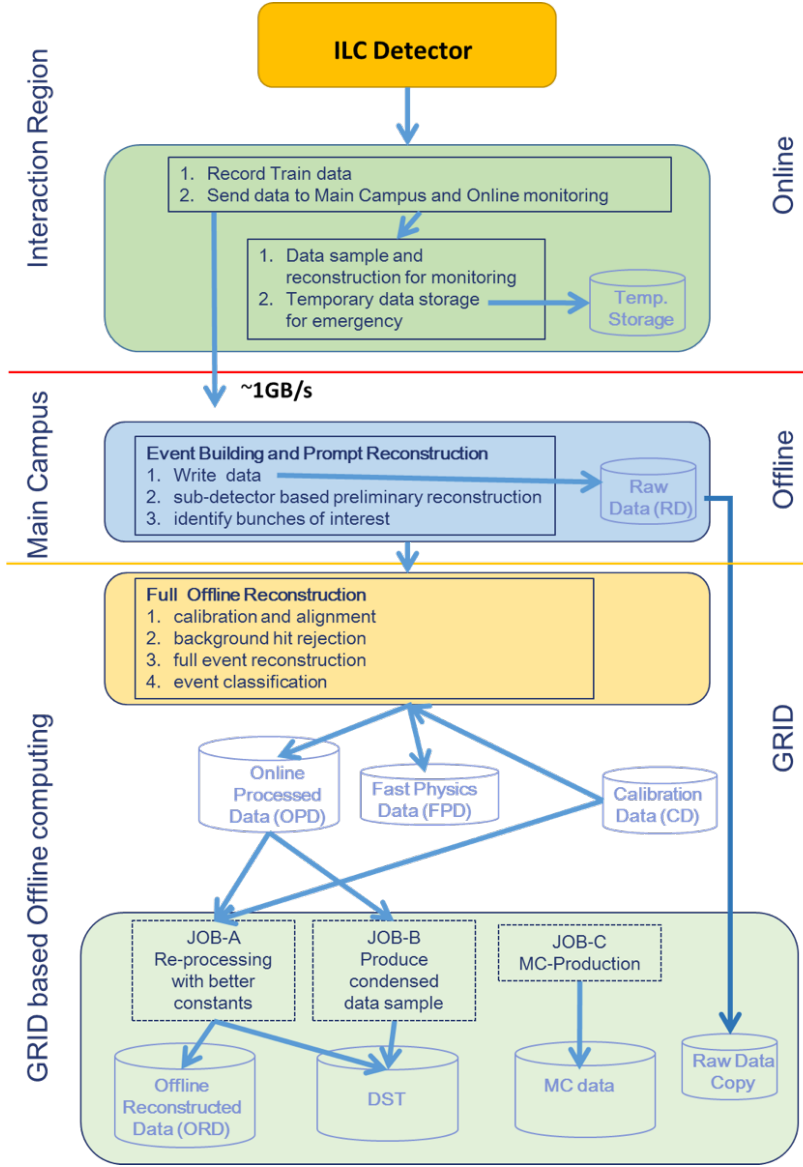 ILC Detector
Interaction Region
Online
1. Record Train data
2. Send data to Main Campus and Online monitoring
1. Data sample and
reconstruction for monitoring
2. Temporary data storage
for emergency
Temp.
Storage
~1GB/s
Main Campus
Offline
Event Building and Prompt Reconstruction
1. Write data
2. sub-detector based preliminary reconstruction
3. identify bunches of interest
Raw
Data (RD)
GRID based Offline computing
GRID
Full Offline Reconstruction
1. calibration and alignment
2. background hit rejection
3. full event reconstruction
4. event classification
Online
Processed
Data (OPD)
Fast Physics
Data (FPD)
Calibration
Data (CD)
JOB-A
Re-processing
with better
constants
JOB-B
Produce
condensed
data sample
JOB-C
MC-Production
Offline
Reconstructed
Data (ORD)
DST
MC data
Raw Data
Copy